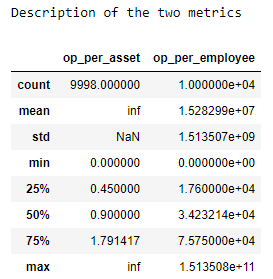 Description of the two metrics
op_per_asset op_per_employee
count 9998.000000 1.000000e+04
mean inf 1.528299e+07
std NaN 1.513507e+09
min 0.000000 0.000000e+00
25% 0.450000 1.760000e+04
50% 0.900000 3.423214e+04
75% 1.791417 7.575000e+04
max inf 1.513508e+11